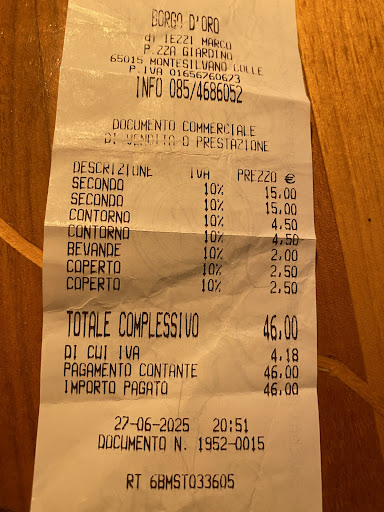 BORGO D'ORO
di IEZZI MARCO
P.ZZA GIARDINO
65015 MONTESILVANO COLLE
P.IVA 01656760673
INFO 085/4686052
DOCUMENTO COMMERCIALE
DI VENDITA O PRESTAZIONE
DESCRIZIONE IVA PREZZO €
SECONDO 10% 15,00
SECONDO 10% 15,00
CONTORNO 10% 4,50
CONTORNO 10% 4,50
BEVANDE 10% 2,00
COPERTO 10% 2,50
COPERTO 10% 2,50
TOTALE COMPLESSIVO 46,00
DI CUI IVA 4,18
PAGAMENTO CONTANTE 46,00
IMPORTO PAGATO 46,00
27-06-2025 20:51
DOCUMENTO N. 1952-0015
RT 6BMST033605